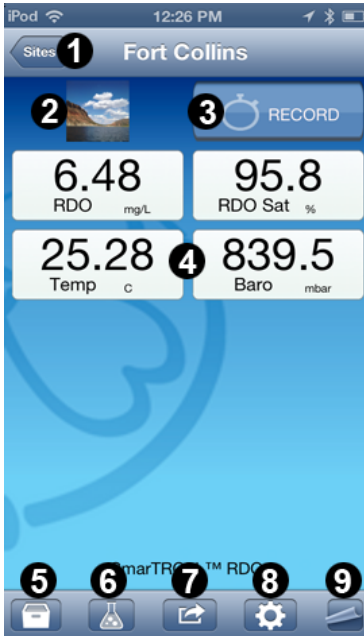 iPod 12:26 PM
Sites 1 Fort Collins
2 3 RECORD
6.48 95.8
RDO mg/L RDO Sat %
25.28 4 839.5
Temp C Baro mbar
™ RDO
5 6 7 8 9